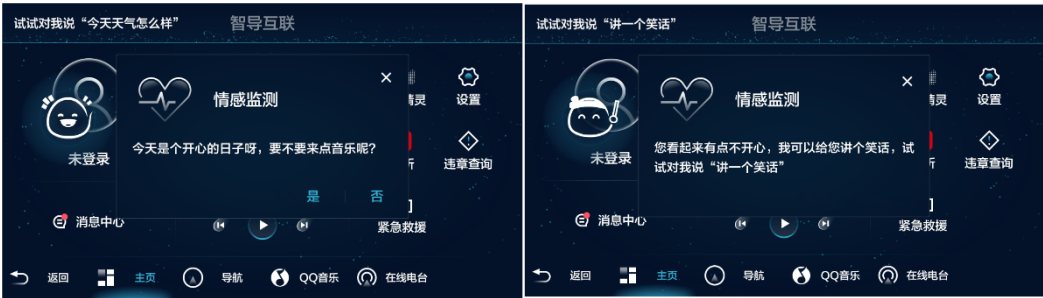 试试对我说“今天天气怎么样”
智导互联
情感监测
今天是个开心的日子呀，要不要来点音乐呢？
是
否
未登录
设置
违章查询
消息中心
紧急救援
返回
主页
导航
QQ音乐
在线电台
试试对我说“讲一个笑话”
智导互联
情感监测
您看起来有点不开心，我可以给您讲个笑话，试
试对我说“讲一个笑话”
未登录
设置
违章查询
消息中心
紧急救援
返回
主页
导航
QQ音乐
在线电台